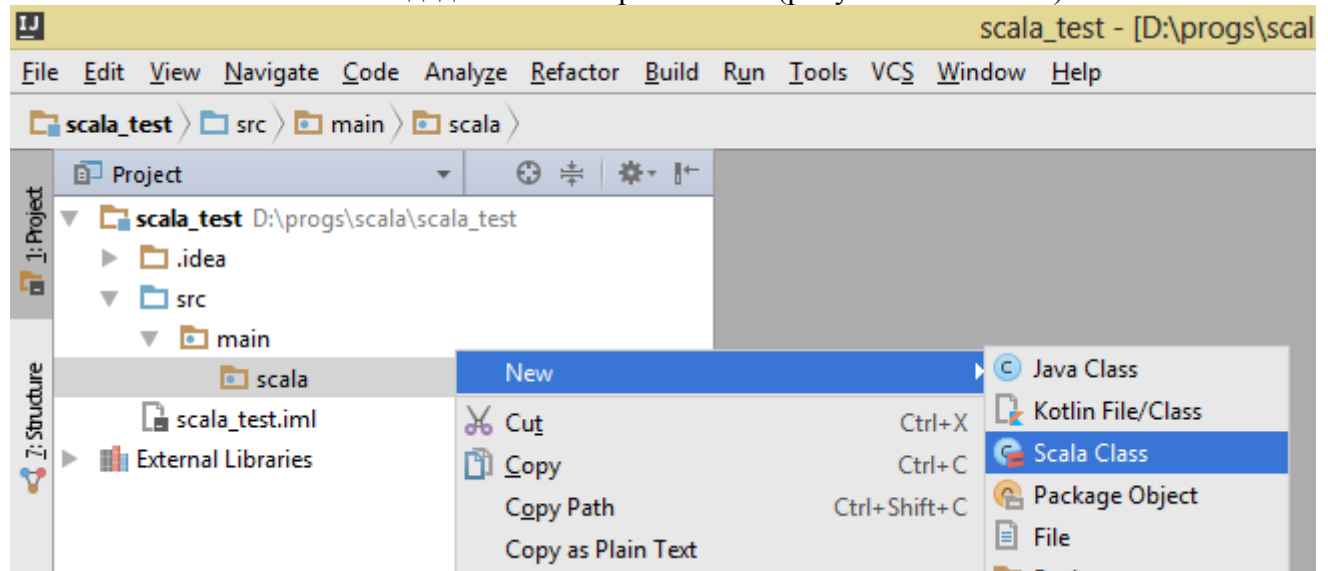 scala_test - [D:\progs\scal
File Edit View Navigate Code Analyze Refactor Build Run Tools VCS Window Help
scala_test src main scala
Project
1: Project
scala_test D:\progs\scala\scala_test
.idea
src
main
scala
scala_test.iml
External Libraries
7: Structure
New
Cut Ctrl+X
Copy Ctrl+C
Copy Path Ctrl+Shift+C
Copy as Plain Text
Java Class
Kotlin File/Class
Scala Class
Package Object
File